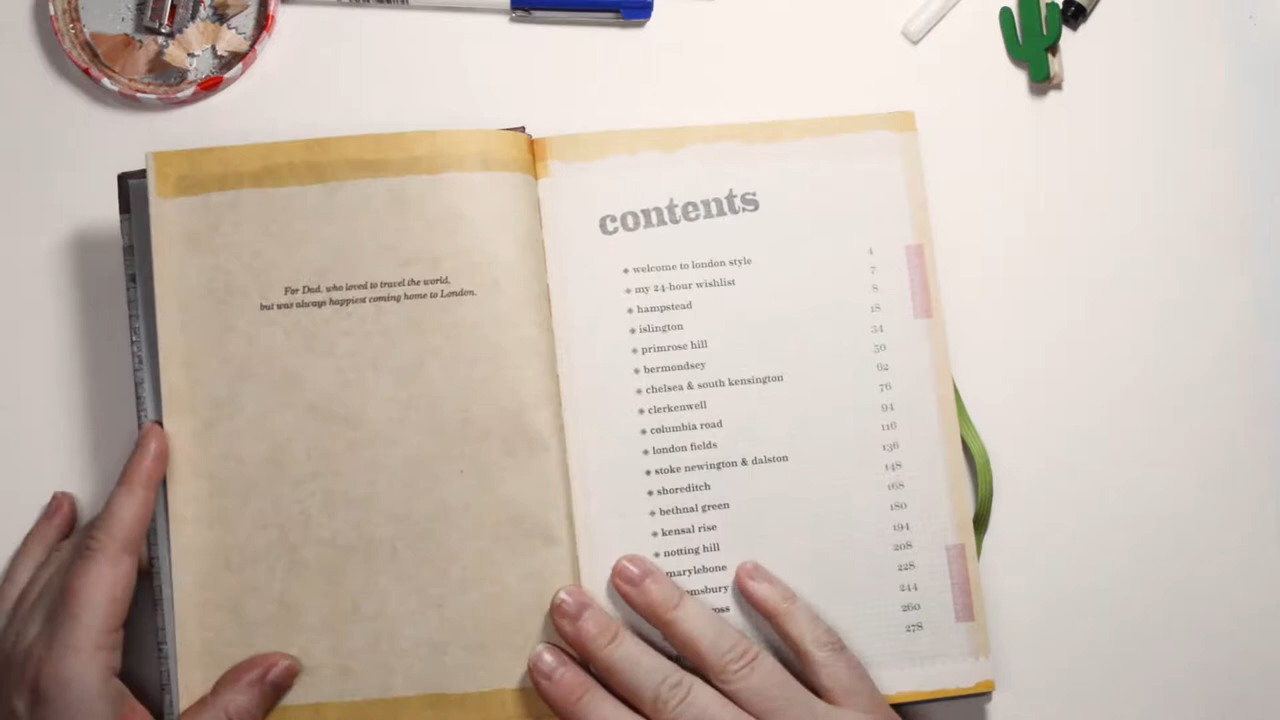 For Dad, who loved to travel the world,
but was always happiest coming home to London.
contents
welcome to london style 4
my 24-hour wishlist 7
hampstead 8
islington 18
primrose hill 34
bermondsey 50
chelsea & south kensington 62
clerkenwell 76
columbia road 94
london fields 116
stoke newington & dalston 136
shoreditch 148
bethnal green 168
kensal rise 180
notting hill 194
marylebone 208
228
244
260
278